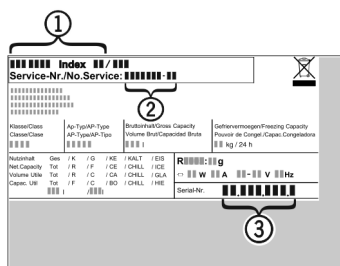 1
Index /
Service-Nr./No.Service: -
2
Klasse/Class
Classe/Clase
Ap-Typ/AP-Type
AP-Type/AP-Tipo
Bruttoinhalt/Gross Capacity
Volume Brut/Capacidad Bruta
l
Gefriervermoegen/Freezing Capacity
Pouvoir de Congel./Capac.Congeladora
kg / 24 h
Nutzinhalt Ges / K / G / KE / KALT / EIS
Net.Capacity Tot / R / F / CE / CHILL / ICE
Volume Utile Tot / R / C / CA / CHILL / GLA
Capac. Util Tot / F / C / BO / CHILL / HIE
l / l
R : g
W A - V Hz
Serial-Nr. . . .
3